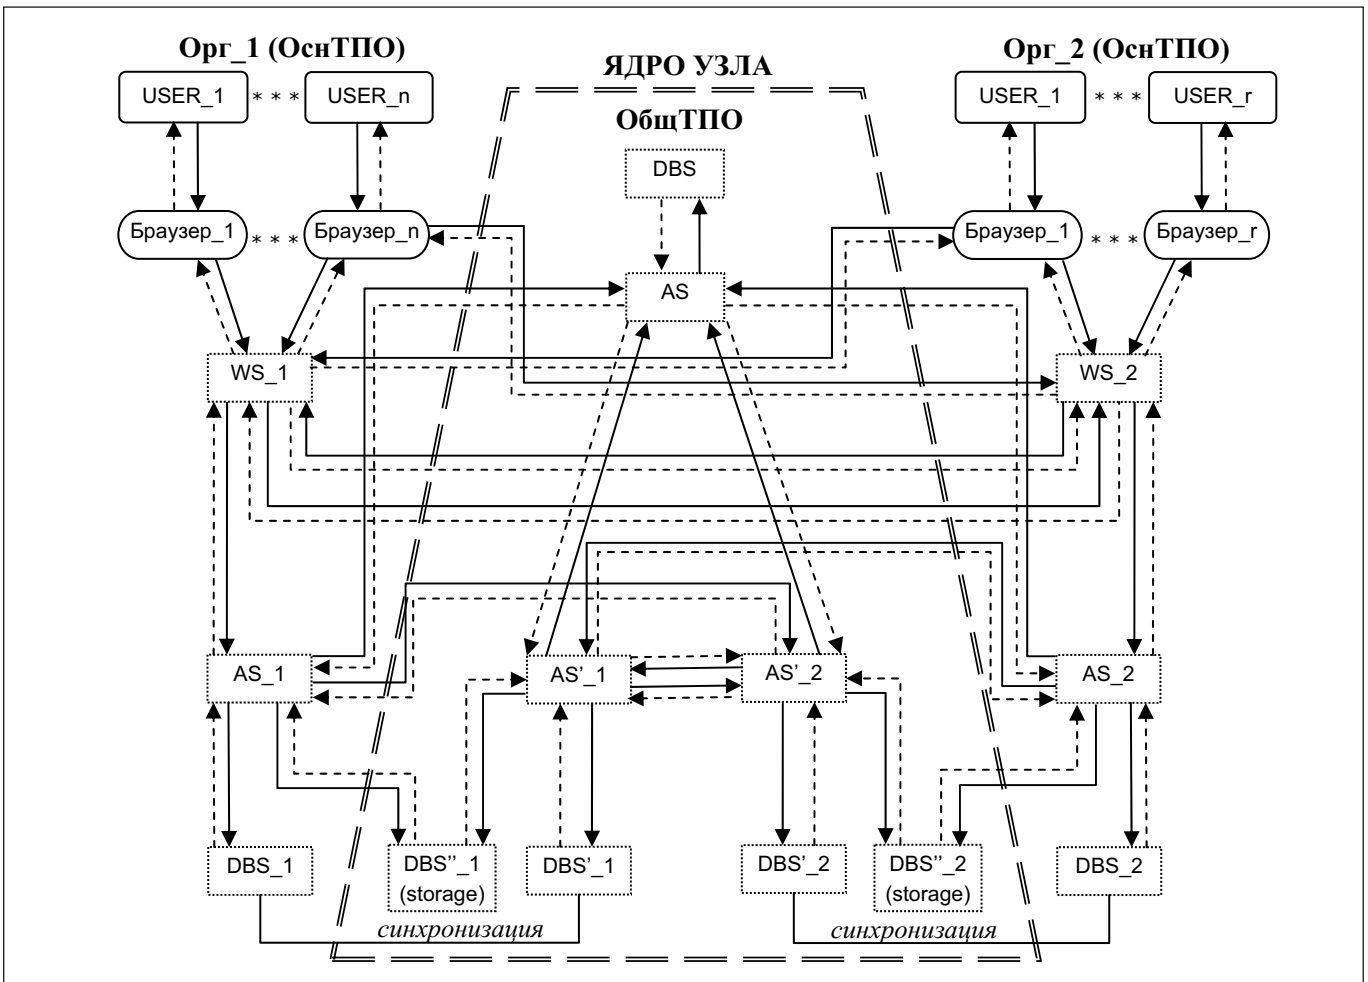 Орг_1 (ОснТПО)
ЯДРО УЗЛА
Орг_2 (ОснТПО)
USER_1 * * * USER_n
USER_1 * * * USER_r
ОбщТПО
DBS
Браузер_1 * * * Браузер_n
Браузер_1 * * * Браузер_r
AS
WS_1
WS_2
AS_1
AS’_1
AS’_2
AS_2
DBS_1
DBS’’_1
(storage)
DBS’_1
DBS’_2
DBS’’_2
(storage)
DBS_2
синхронизация
синхронизация